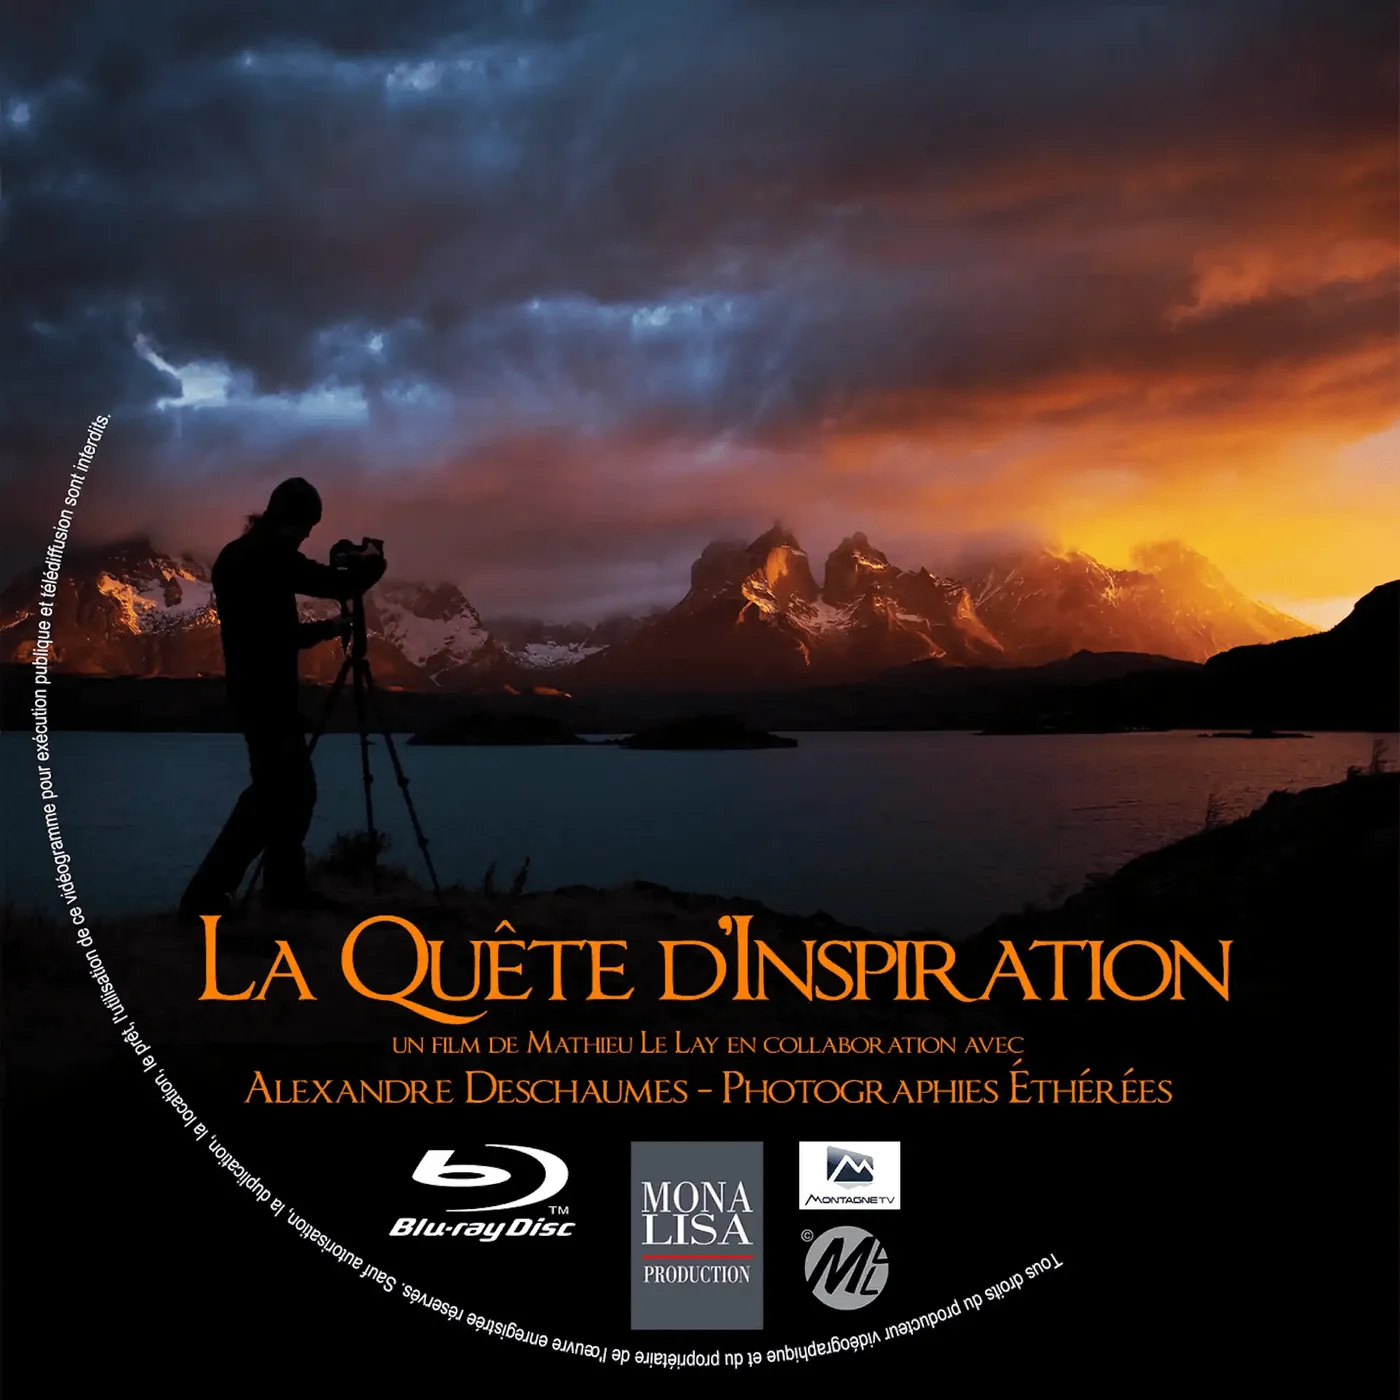 La Quête d'Inspiration
un film de Mathieu Le Lay en collaboration avec
Alexandre Deschaumes - Photographies Éthérées
Blu-ray Disc
TM
MONA
LISA
PRODUCTION
MONTAGNETV
©
MLL
Tous droits du producteur vidéographique et du propriétaire de l'œuvre enregistrée réservés. Sauf autorisation, la duplication, la location, le prêt, l'utilisation de ce vidéogramme pour exécution publique et télédiffusion sont interdits.